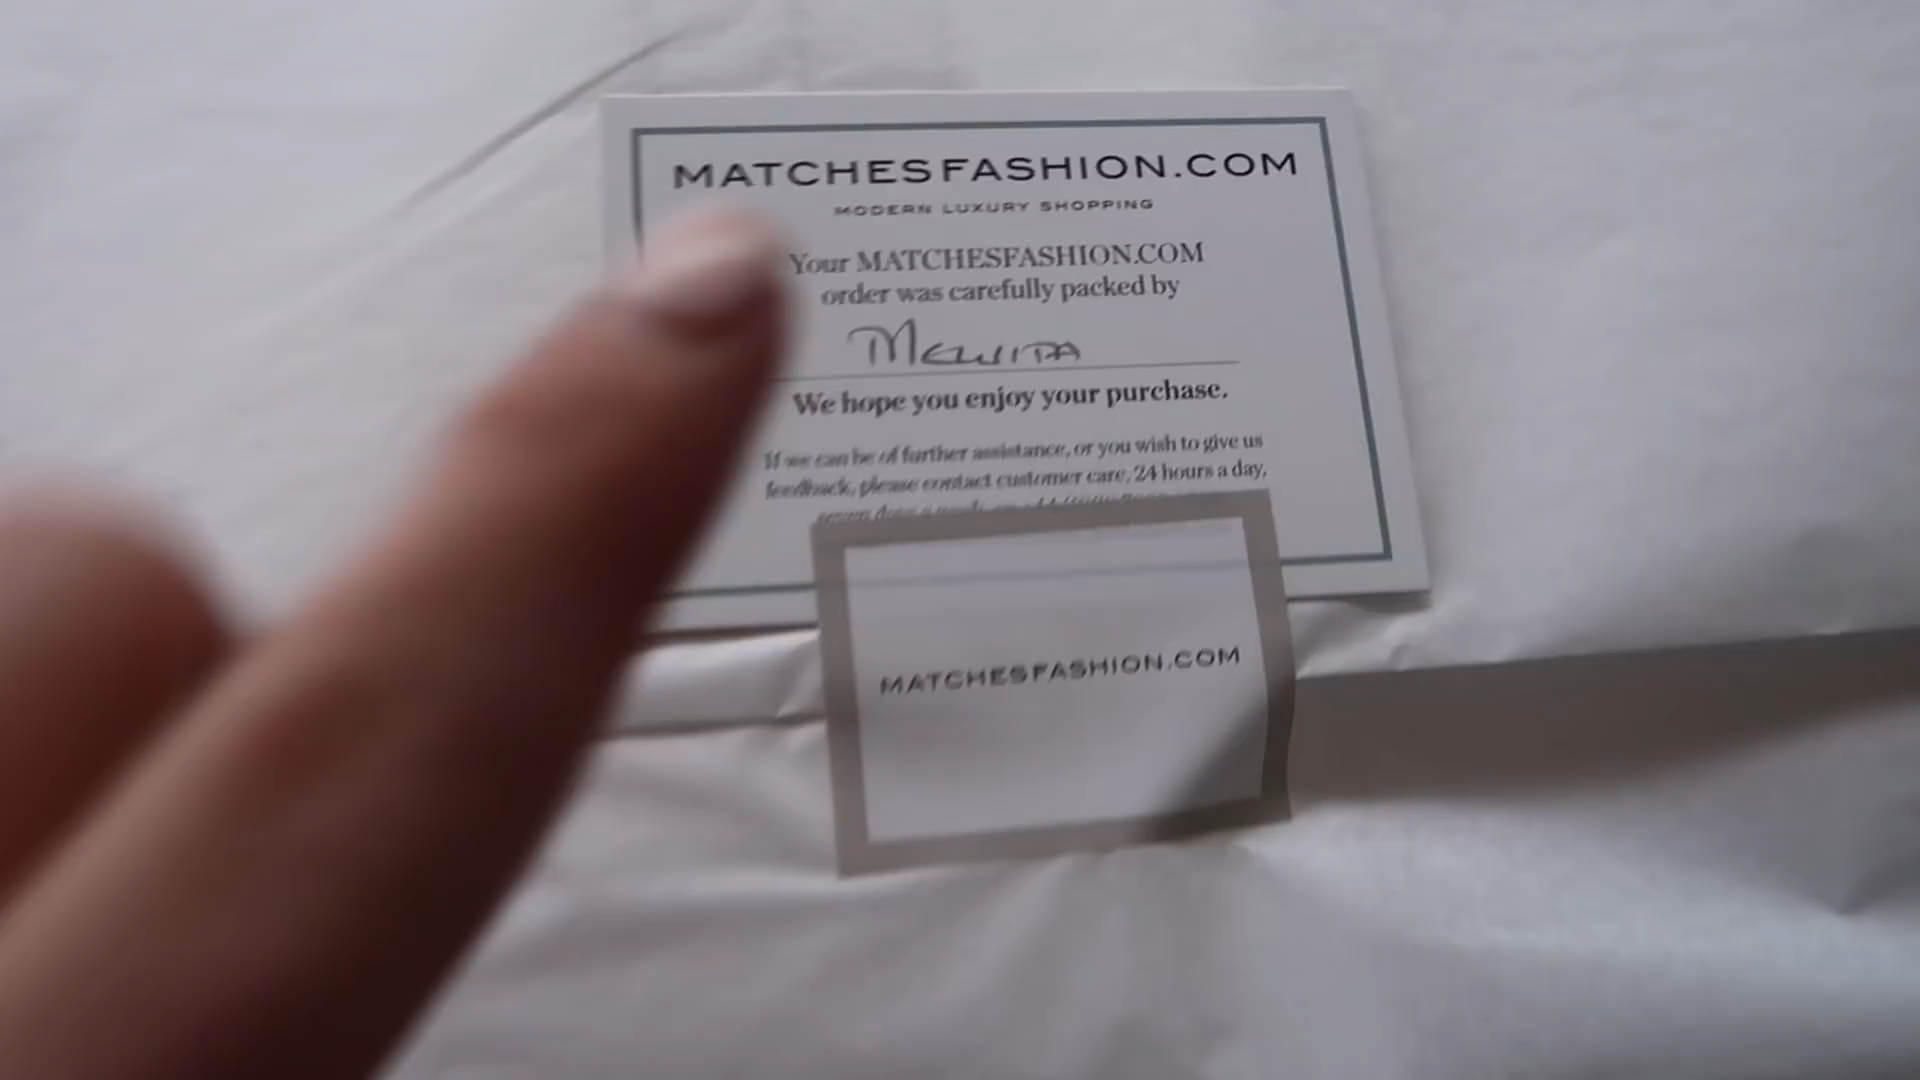 MATCHESFASHION.COM
MODERN LUXURY SHOPPING
Your MATCHESFASHION.COM
order was carefully packed by
We hope you enjoy your purchase.
If we can be of further assistance, or you wish to give us
feedback, please contact customer care, 24 hours a day,
MATCHESFASHION.COM